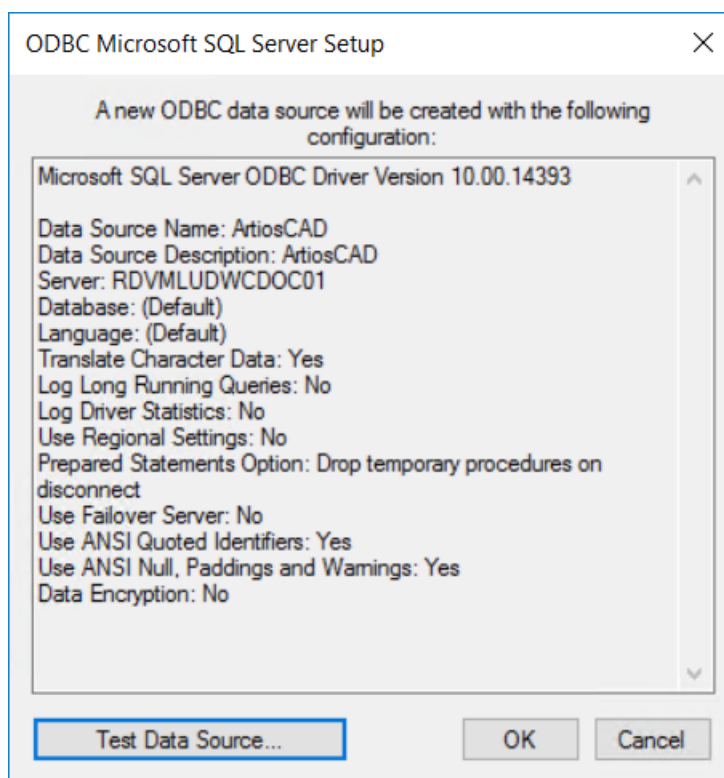 ODBC Microsoft SQL Server Setup
A new ODBC data source will be created with the following
configuration:
Microsoft SQL Server ODBC Driver Version 10.00.14393
Data Source Name: ArtiosCAD
Data Source Description: ArtiosCAD
Server: RDVMLUDWCDOC01
Database: (Default)
Language: (Default)
Translate Character Data: Yes
Log Long Running Queries: No
Log Driver Statistics: No
Use Regional Settings: No
Prepared Statements Option: Drop temporary procedures on
disconnect
Use Failover Server: No
Use ANSI Quoted Identifiers: Yes
Use ANSI Null, Paddings and Warnings: Yes
Data Encryption: No
Test Data Source...
OK
Cancel